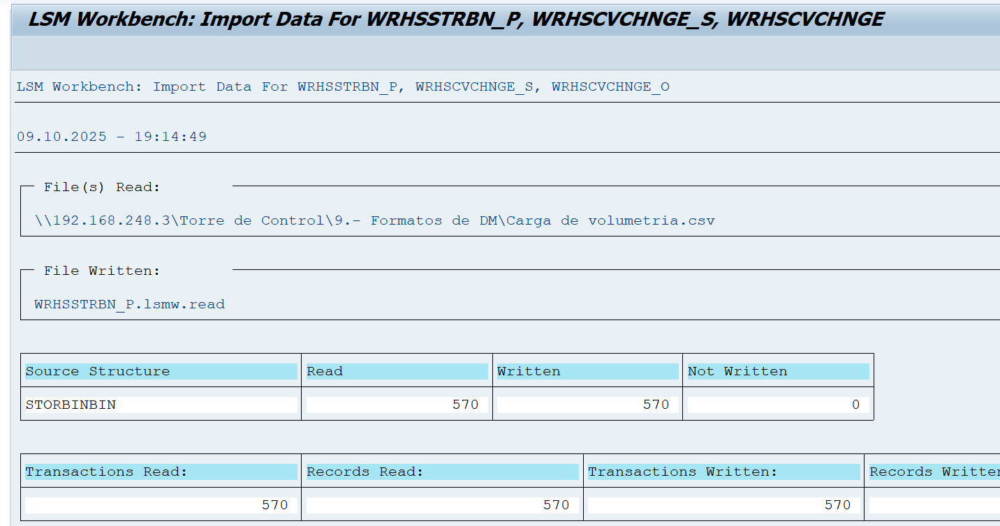 LSM Workbench: Import Data For WRHSSTRBN_P, WRHSCVCHNGE_S, WRHSCVCHNGE
LSM Workbench: Import Data For WRHSSTRBN_P, WRHSCVCHNGE_S, WRHSCVCHNGE_O
09.10.2025 - 19:14:49
File(s) Read:
\\192.168.248.3\Torre de Control\9.- Formatos de DM\Carga de volumetria.csv
File Written:
WRHSSTRBN_P.lsmw.read
Source Structure Read Written Not Written
STORBINBIN 570 570 0
Transactions Read: Records Read: Transactions Written: Records Written
570 570 570